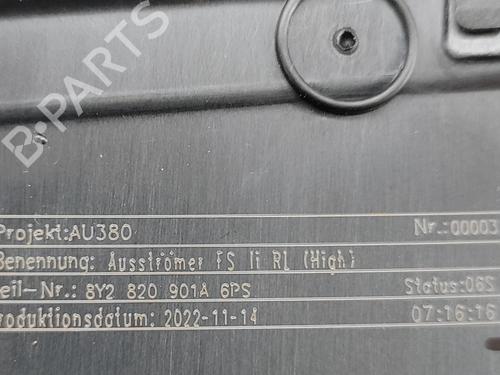 B-PARTS
Projekt:AU380 Nr.:00003
Benennung: Ausströmer FS li RL (High)
eil-Nr.: 8Y2 820 901A 6PS Status:06S
roduktionsdatum: 2022-11-14 07:16:16